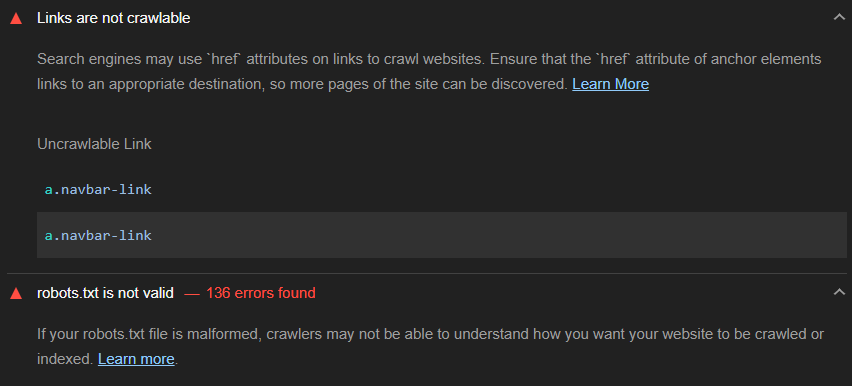 Links are not crawlable
Search engines may use `href` attributes on links to crawl websites. Ensure that the `href` attribute of anchor elements
links to an appropriate destination, so more pages of the site can be discovered. Learn More
Uncrawlable Link
a.navbar-link
a.navbar-link
robots.txt is not valid — 136 errors found
If your robots.txt file is malformed, crawlers may not be able to understand how you want your website to be crawled or
indexed. Learn more.